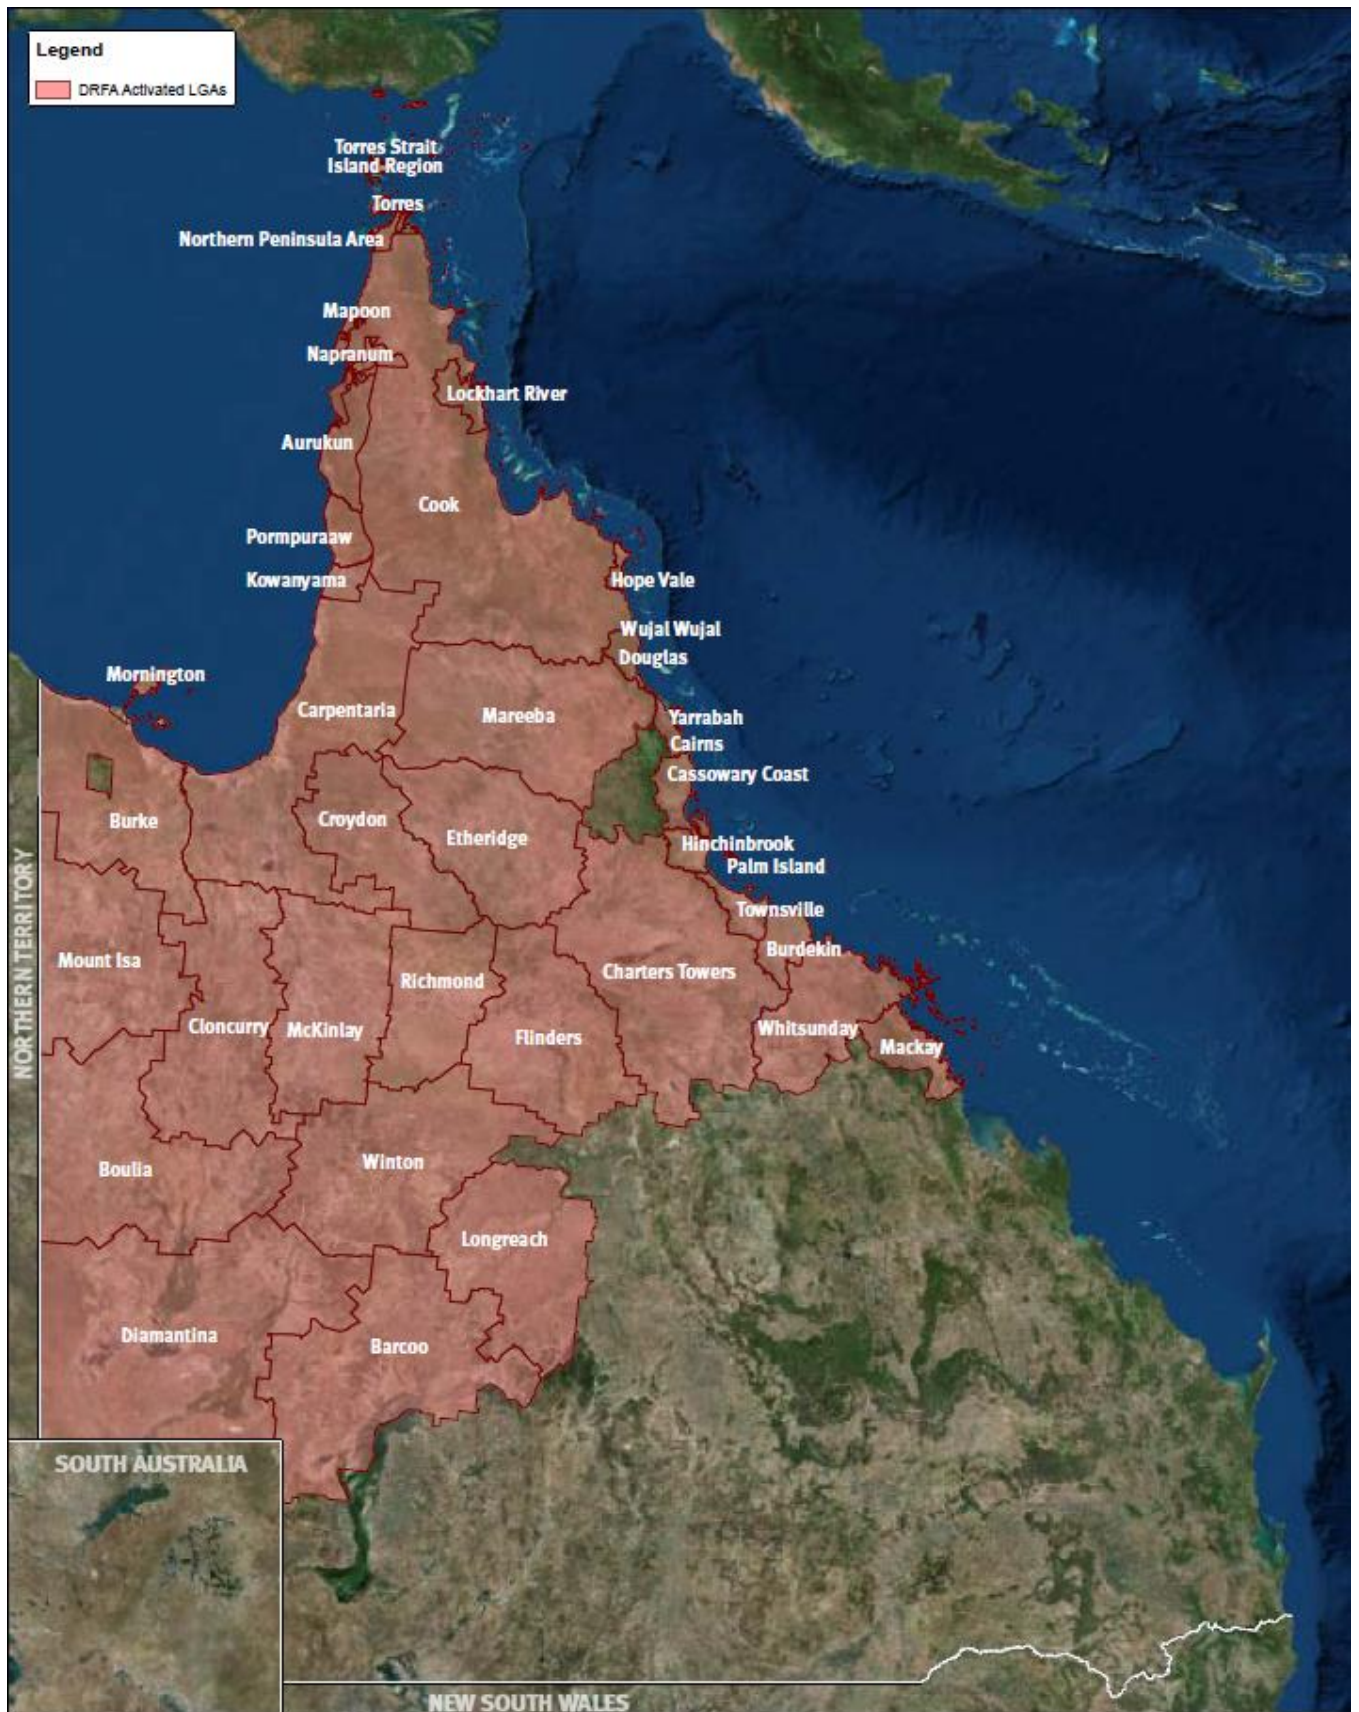 Legend
DRFA Activated LGAs
Torres Strait
Island Region
Torres
Northern Peninsula Area
Mapoon
Napranum
Lockhart River
Aurukun
Cook
Pormpuraaw
Kowanyama
Hope Vale
Wujal Wujal
Douglas
Mornington
Carpentaria
Mareeba
Yarrabah
Cairns
Cassowary Coast
Burke
Croydon
Etheridge
Hinchinbrook
Palm Island
Townsville
Burdekin
NORTHERN TERRITORY
Mount Isa
Richmond
Charters Towers
Cloncurry
McKinlay
Flinders
Whitsunday
Mackay
Boulia
Winton
Longreach
Diamantina
Barcoo
SOUTH AUSTRALIA
NEW SOUTH WALES